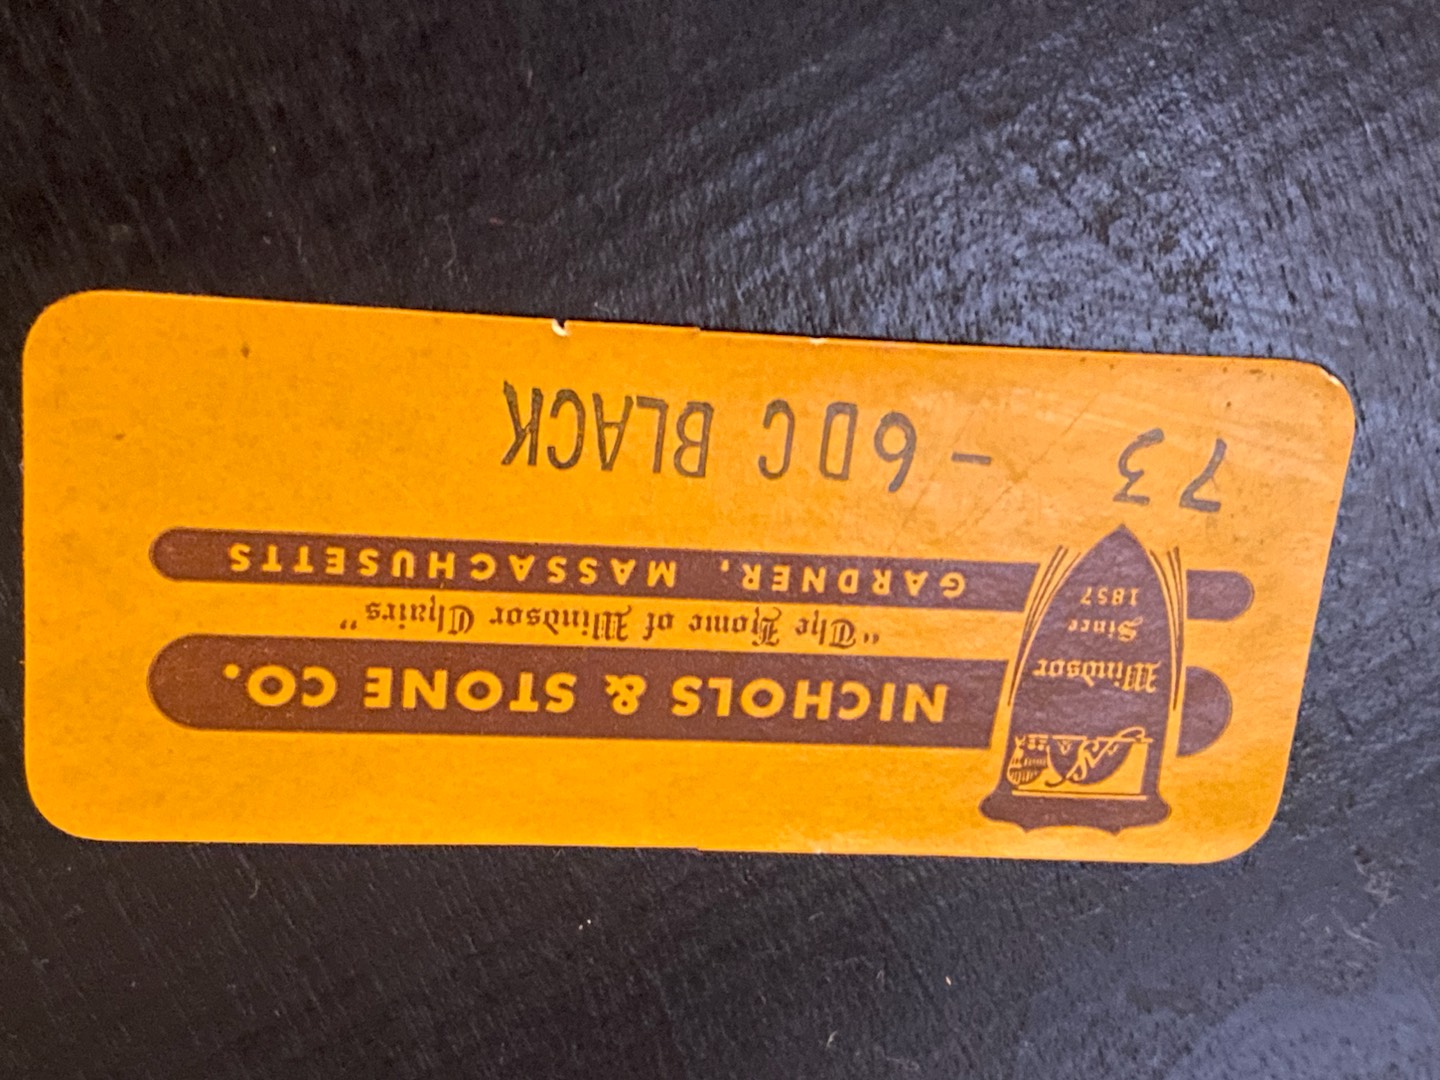 Windsor
Since
1857
NICHOLS & STONE CO.
"The Home of Windsor Chairs"
GARDNER, MASSACHUSETTS
73 - 6DC BLACK